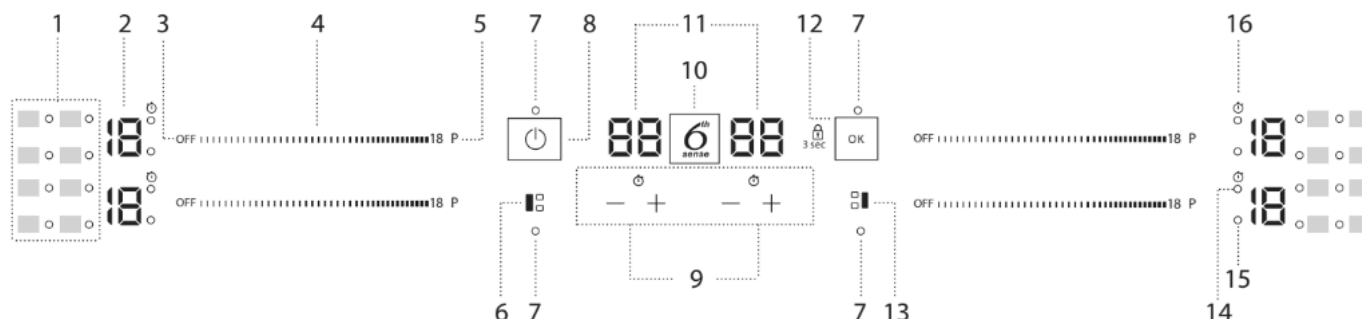 1 2 3 4 5 7 8 11 12 7 16
10
18 OFF 18 P 88 6th sense 88 3 sec OK OFF 18 P 18
18 OFF 18 P OFF 18 P 18
− + − +
9 15
6 7 7 13 14